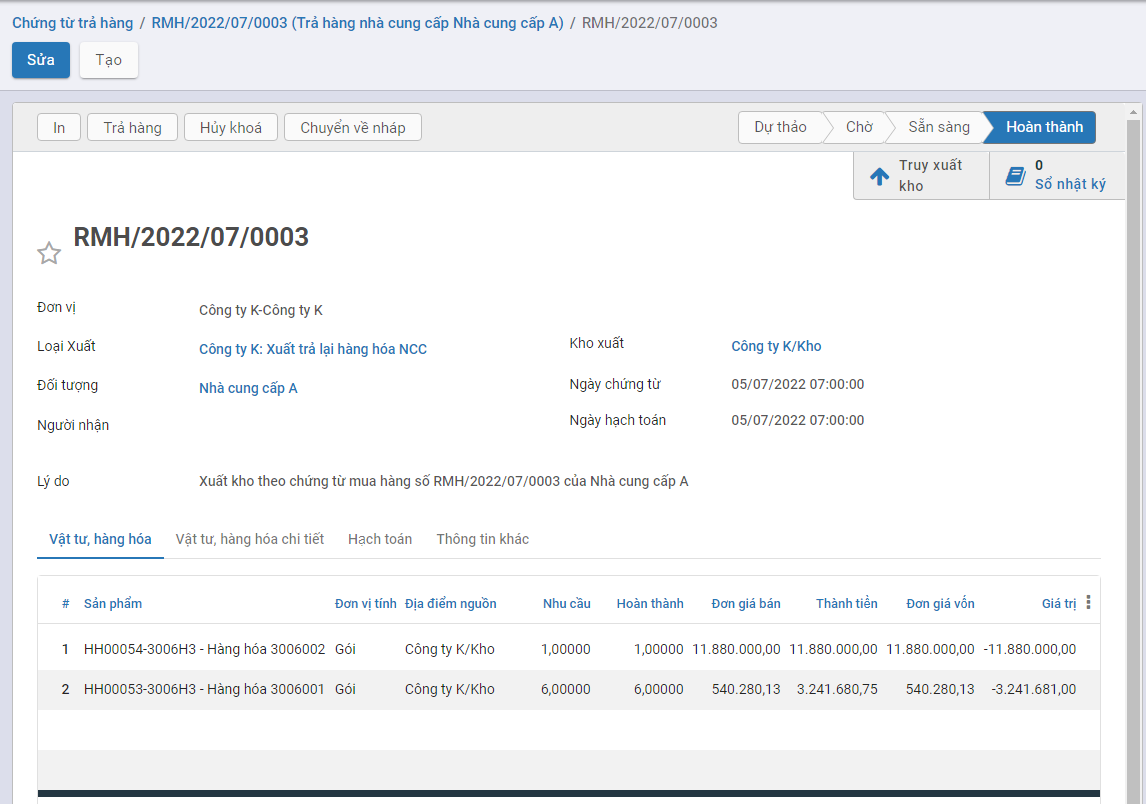 Chứng từ trả hàng / RMH/2022/07/0003 (Trả hàng nhà cung cấp Nhà cung cấp A) / RMH/2022/07/0003
Sửa Tạo
In Trả hàng Hủy khoá Chuyển về nháp Dự thảo Chờ Sẵn sàng Hoàn thành
Truy xuất kho
0
Sổ nhật ký
RMH/2022/07/0003
Đơn vị Công ty K-Công ty K
Loại Xuất Công ty K: Xuất trả lại hàng hóa NCC Kho xuất Công ty K/Kho
Đối tượng Nhà cung cấp A Ngày chứng từ 05/07/2022 07:00:00
Người nhận Ngày hạch toán 05/07/2022 07:00:00
Lý do Xuất kho theo chứng từ mua hàng số RMH/2022/07/0003 của Nhà cung cấp A
Vật tư, hàng hóa Vật tư, hàng hóa chi tiết Hạch toán Thông tin khác
# Sản phẩm Đơn vị tính Địa điểm nguồn Nhu cầu Hoàn thành Đơn giá bán Thành tiền Đơn giá vốn Giá trị
1 HH00054-3006H3 - Hàng hóa 3006002 Gói Công ty K/Kho 1,00000 1,00000 11.880.000,00 11.880.000,00 11.880.000,00 -11.880.000,00
2 HH00053-3006H3 - Hàng hóa 3006001 Gói Công ty K/Kho 6,00000 6,00000 540.280,13 3.241.680,75 540.280,13 -3.241.681,00